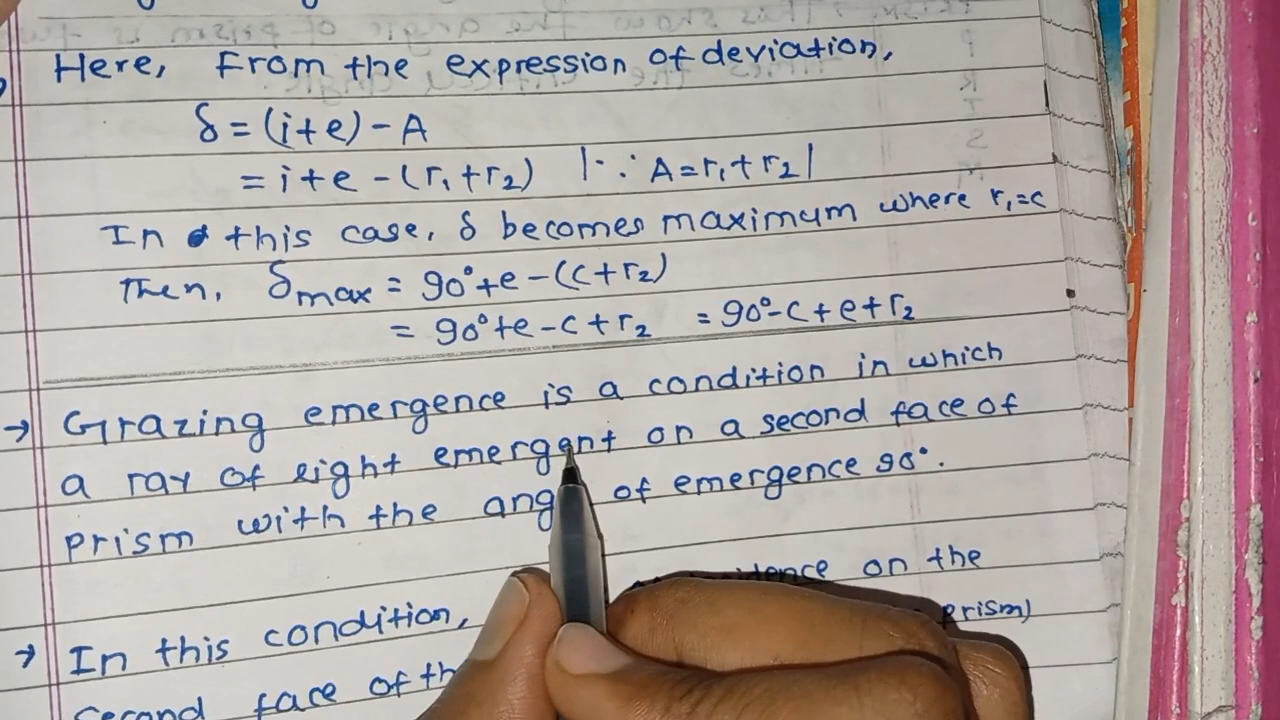 Here, From the expression of deviation,
δ = (i+e) - A
= i+e - (r₁+r₂) |∵ A=r₁+r₂|
In this case, δ becomes maximum where r₁=c
Then, δmax = 90°+e-(c+r₂)
= 90°+e-c+r₂ = 90°-c+e+r₂
→ Grazing emergence is a condition in which
a ray of light emergent on a second face of
prism with the ang of emergence 90°.
→ In this condition, on the
second face of th prism)